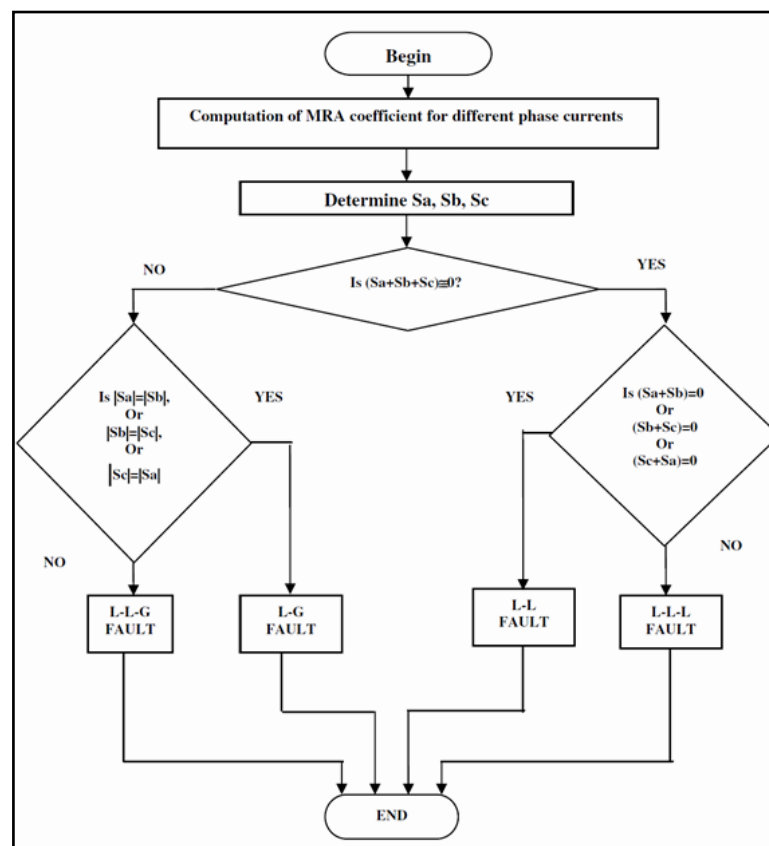 Begin
Computation of MRA coefficient for different phase currents
Determine Sa, Sb, Sc
NO
YES
Is (Sa+Sb+Sc)≅0?
Is |Sa|=|Sb|,
Or
|Sb|=|Sc|,
Or
|Sc|=|Sa|
YES
YES
Is (Sa+Sb)=0
Or
(Sb+Sc)=0
Or
(Sc+Sa)=0
NO
NO
L-L-G
FAULT
L-G
FAULT
L-L
FAULT
L-L-L
FAULT
END